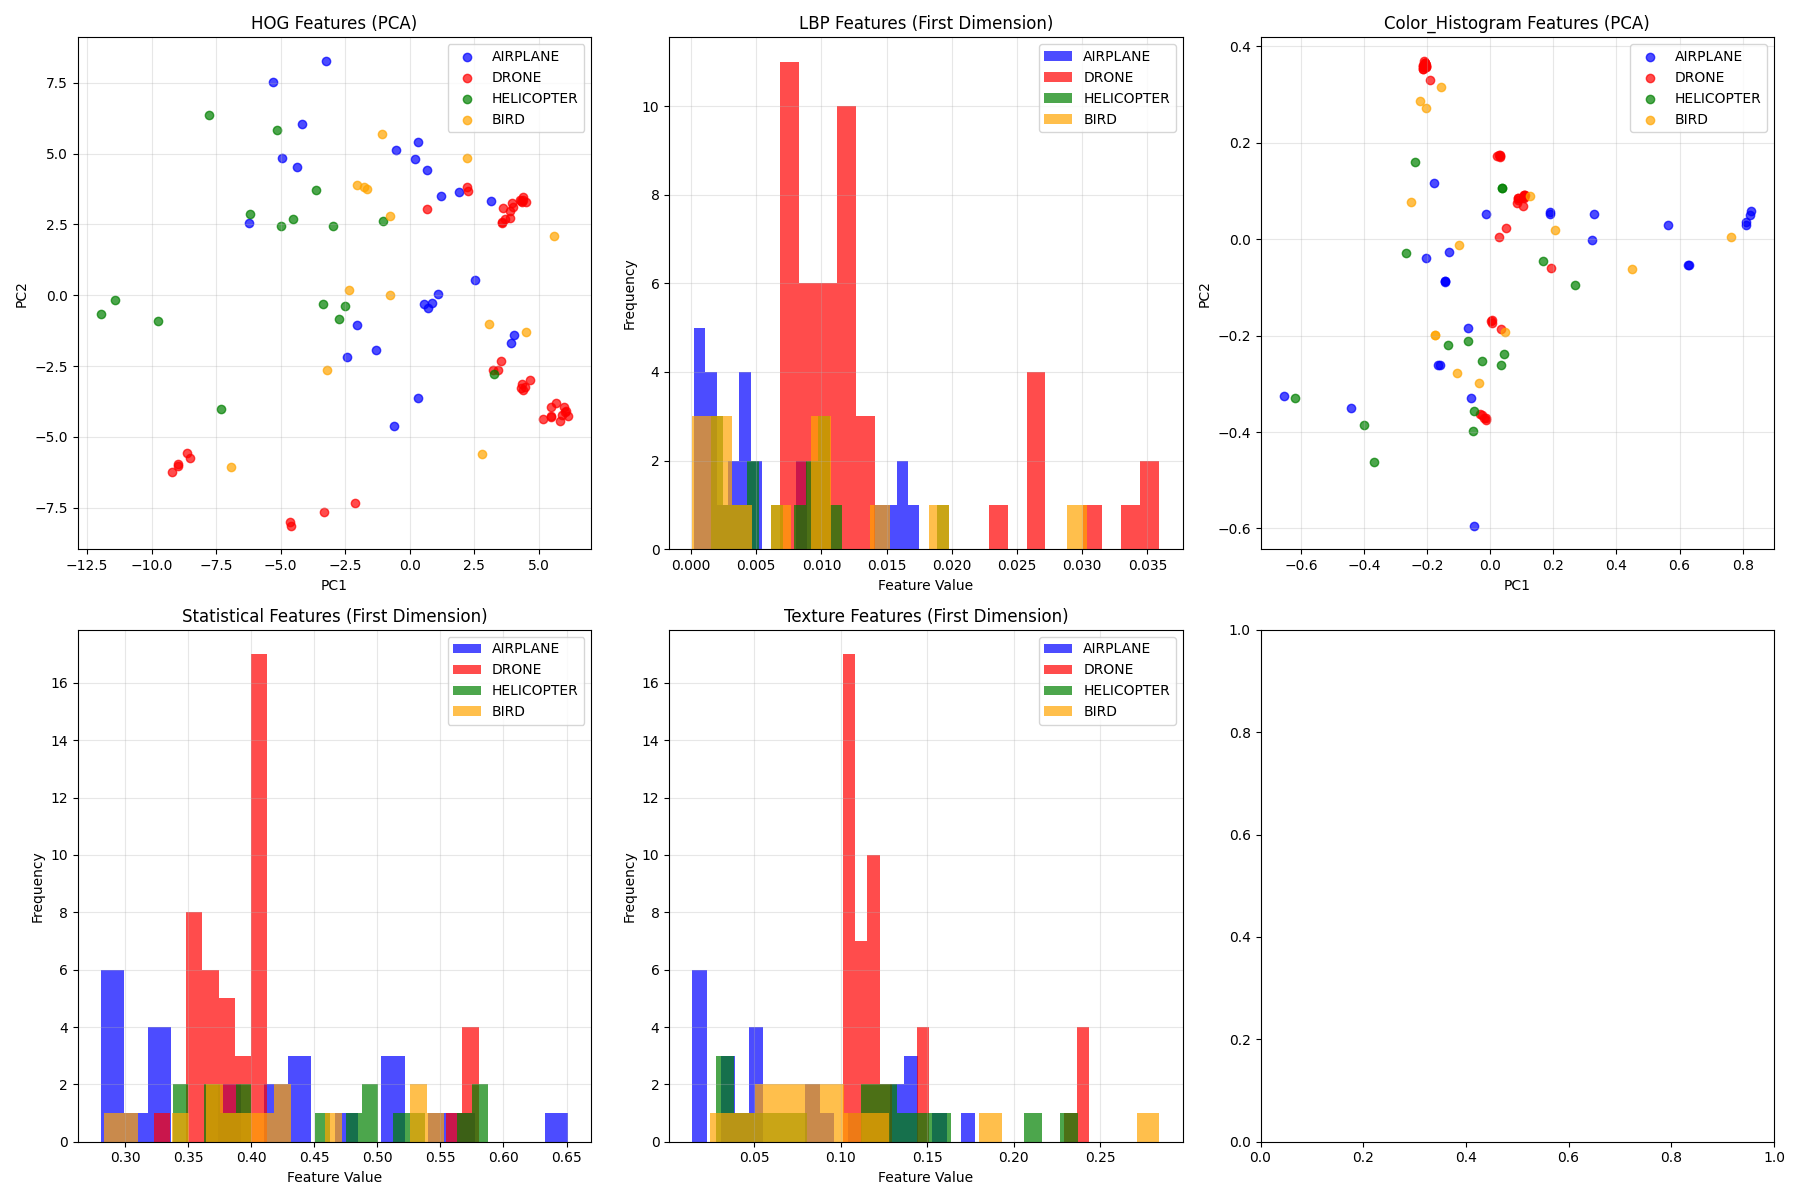 HOG Features (PCA)
7.5
5.0
2.5
0.0
−2.5
−5.0
−7.5
PC2
−12.5 −10.0 −7.5 −5.0 −2.5 0.0 2.5 5.0
PC1
AIRPLANE
DRONE
HELICOPTER
BIRD
LBP Features (First Dimension)
10
8
6
4
2
0
Frequency
0.000 0.005 0.010 0.015 0.020 0.025 0.030 0.035
Feature Value
AIRPLANE
DRONE
HELICOPTER
BIRD
Color_Histogram Features (PCA)
0.4
0.2
0.0
−0.2
−0.4
−0.6
PC2
−0.6 −0.4 −0.2 0.0 0.2 0.4 0.6 0.8
PC1
AIRPLANE
DRONE
HELICOPTER
BIRD
Statistical Features (First Dimension)
16
14
12
10
8
6
4
2
0
Frequency
0.30 0.35 0.40 0.45 0.50 0.55 0.60 0.65
Feature Value
AIRPLANE
DRONE
HELICOPTER
BIRD
Texture Features (First Dimension)
16
14
12
10
8
6
4
2
0
Frequency
0.05 0.10 0.15 0.20 0.25
Feature Value
AIRPLANE
DRONE
HELICOPTER
BIRD
1.0
0.8
0.6
0.4
0.2
0.0
0.0 0.2 0.4 0.6 0.8 1.0